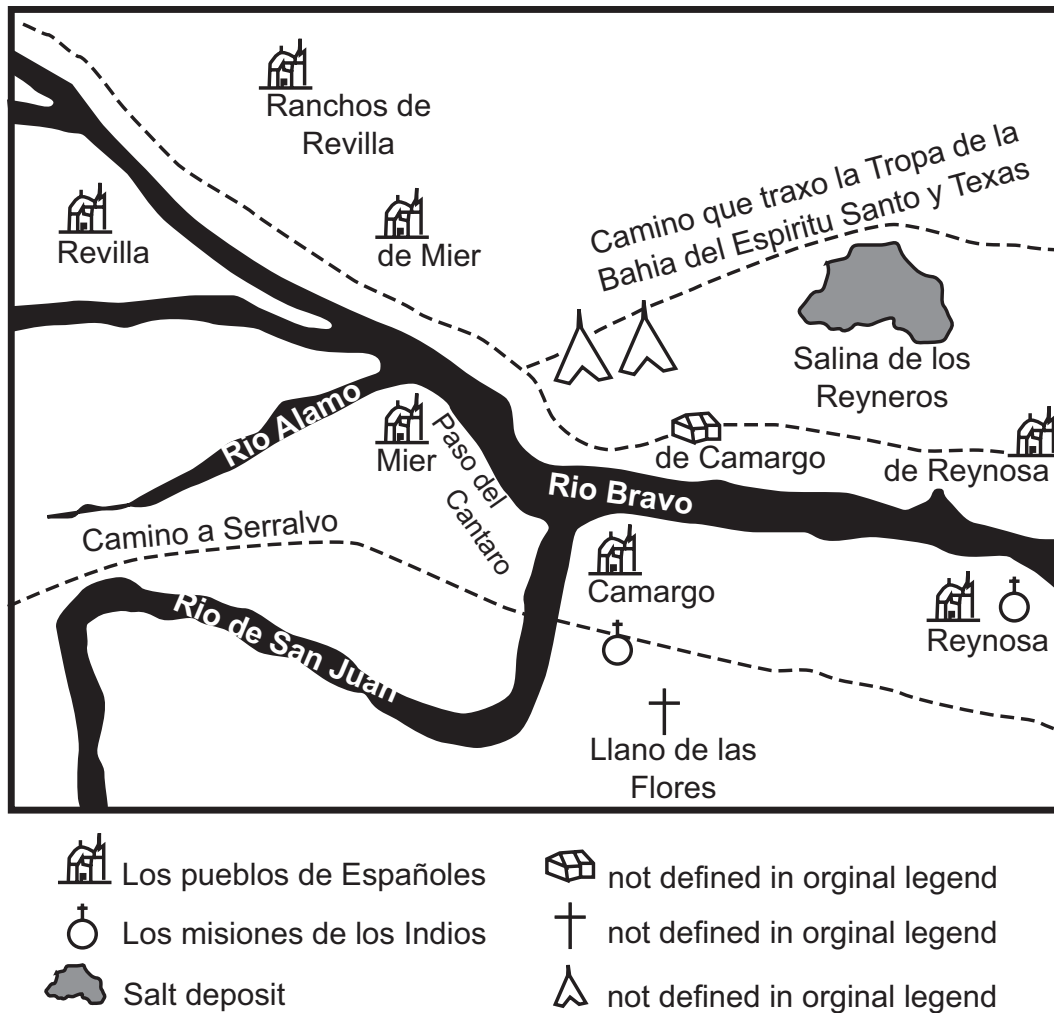 Ranchos de
Revilla
Revilla
de Mier
Camino que traxo la Tropa de la
Bahia del Espiritu Santo y Texas
Salina de los
Reyneros
Rio Alamo
Mier
Paso del
Cantaro
de Camargo
de Reynosa
Rio Bravo
Camino a Serralvo
Camargo
Rio de San Juan
Reynosa
Llano de las
Flores
Los pueblos de Españoles
not defined in orginal legend
Los misiones de los Indios
not defined in orginal legend
Salt deposit
not defined in orginal legend